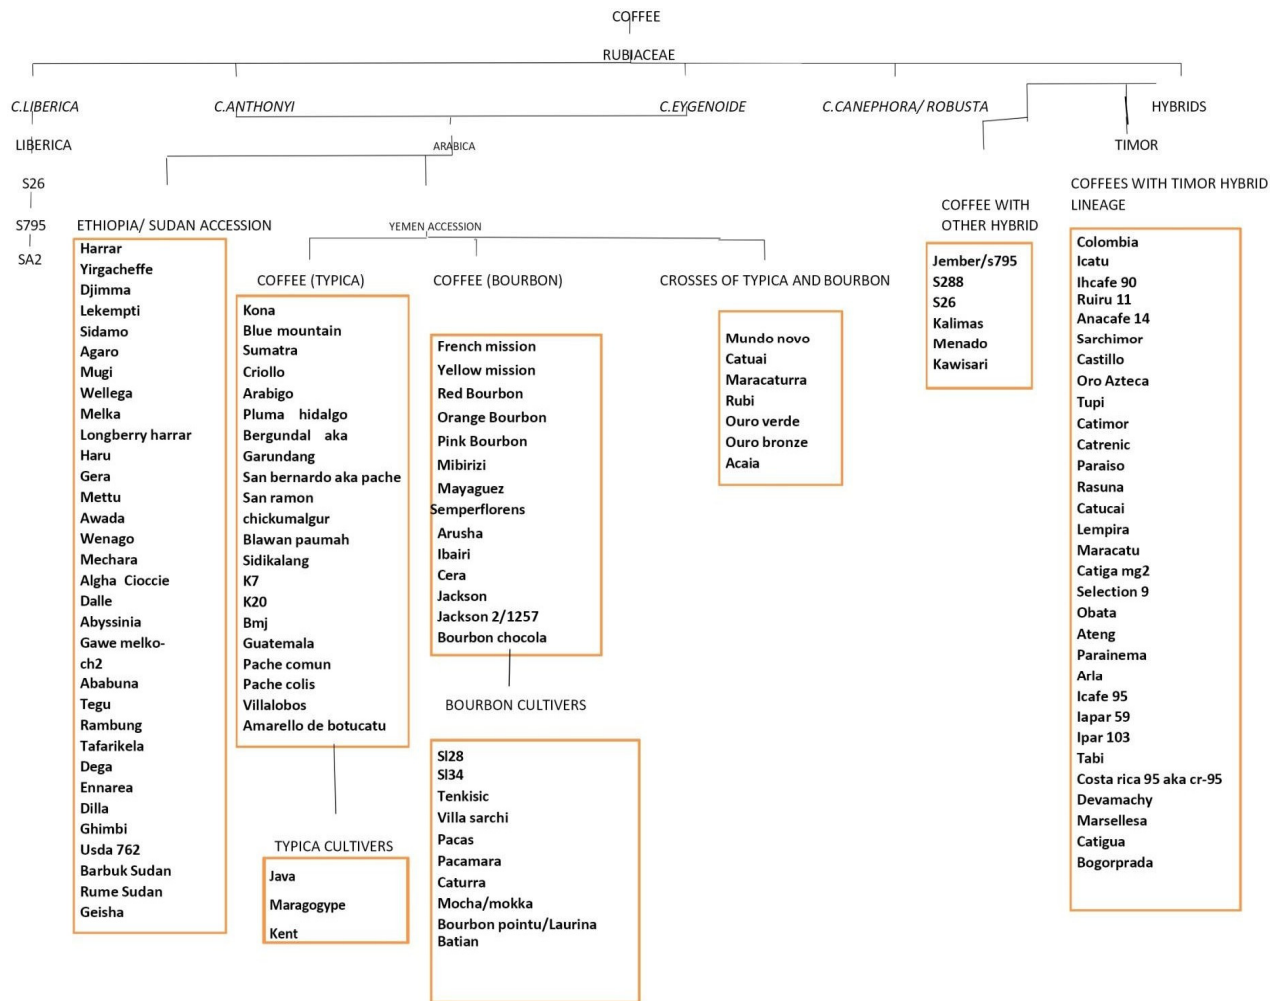 COFFEE
RUBIACEAE
C.LIBERICA
C.ANTHONYI
C.EYGENOIDE
C.CANEPHORA/ ROBUSTA
HYBRIDS
LIBERICA
ARABICA
TIMOR
S26
S795
SA2
ETHIOPIA/ SUDAN ACCESSION
Harrar
Yirgacheffe
Djimma
Lekempti
Sidamo
Agaro
Mugi
Wellega
Melka
Longberry harrar
Haru
Gera
Mettu
Awada
Wenago
Mechara
Algha Cioccie
Dalle
Abyssinia
Gawe melko-
ch2
Ababuna
Tegu
Rambung
Tafarikela
Dega
Ennarea
Dilla
Ghimbi
Usda 762
Barbuk Sudan
Rume Sudan
Geisha
YEMEN ACCESSION
COFFEE (TYPICA)
Kona
Blue mountain
Sumatra
Criollo
Arabigo
Pluma hidalgo
Bergundal aka
Garundang
San bernardo aka pache
San ramon
chickumalgur
Blawan paumah
Sidikalang
K7
K20
Bmj
Guatemala
Pache comun
Pache colis
Villalobos
Amarello de botucatu
TYPICA CULTIVERS
Java
Maragogype
Kent
COFFEE (BOURBON)
French mission
Yellow mission
Red Bourbon
Orange Bourbon
Pink Bourbon
Mibirizi
Mayaguez
Semperflorens
Arusha
Ibairi
Cera
Jackson
Jackson 2/1257
Bourbon chocola
BOURBON CULTIVERS
Sl28
Sl34
Tenkisic
Villa sarchi
Pacas
Pacamara
Caturra
Mocha/mokka
Bourbon pointu/Laurina
Batian
CROSSES OF TYPICA AND BOURBON
Mundo novo
Catuai
Maracaturra
Rubi
Ouro verde
Ouro bronze
Acaia
COFFEE WITH
OTHER HYBRID
Jember/s795
S288
S26
Kalimas
Menado
Kawisari
COFFEES WITH TIMOR HYBRID
LINEAGE
Colombia
Icatu
Ihcafe 90
Ruiru 11
Anacafe 14
Sarchimor
Castillo
Oro Azteca
Tupi
Catimor
Catrenic
Paraiso
Rasuna
Catucai
Lempira
Maracatu
Catiga mg2
Selection 9
Obata
Ateng
Parainema
Arla
Icafe 95
Iapar 59
Ipar 103
Tabi
Costa rica 95 aka cr-95
Devamachy
Marsellesa
Catigua
Bogorprada